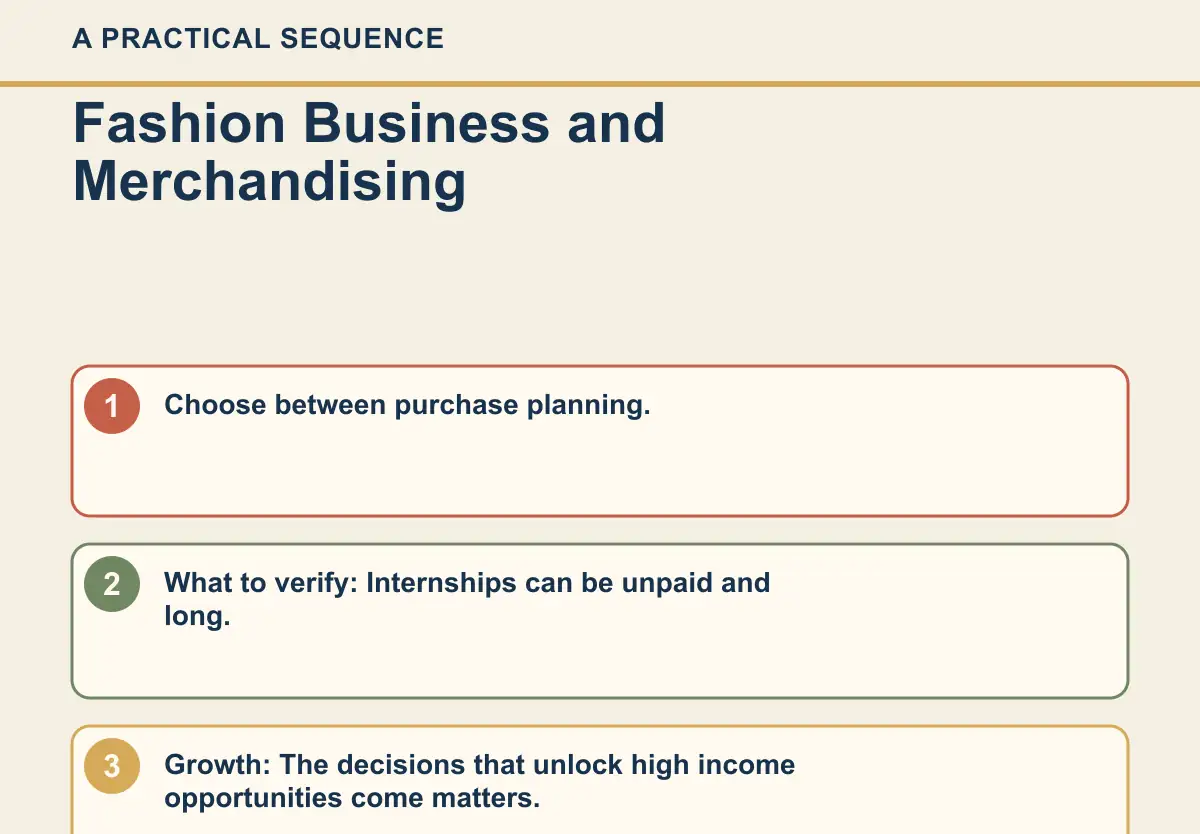 A PRACTICAL SEQUENCE
Fashion Business and
Merchandising
1
Choose between purchase planning.
2
What to verify: Internships can be unpaid and
long.
3
Growth: The decisions that unlock high income
opportunities come matters.